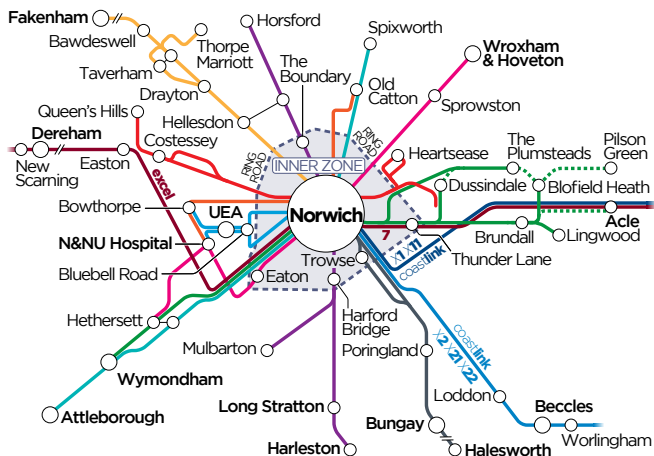 Fakenham
Bawdeswell
Taverham
Thorpe
Marriott
Drayton
Hellesdon
Horsford
The
Boundary
Spixworth
Old
Catton
Wroxham
& Hoveton
Sprowston
Queen's Hills
Costessey
Dereham
New
Scarning
Easton
excel
RING
ROAD
INNER ZONE
RING
ROAD
Heartsease
The
Plumsteads
Pilson
Green
Dussindale
Blofield Heath
Bowthorpe
UEA
Norwich
Acle
7
Brundall
Lingwood
N&NU Hospital
Bluebell Road
X1 X11
coastlink
Thunder Lane
Eaton
Trowse
Hethersett
Harford
Bridge
Mulbarton
Poringland
coastlink
X2 X21 X22
Wymondham
Attleborough
Long Stratton
Harleston
Loddon
Bungay
Halesworth
Beccles
Worlingham